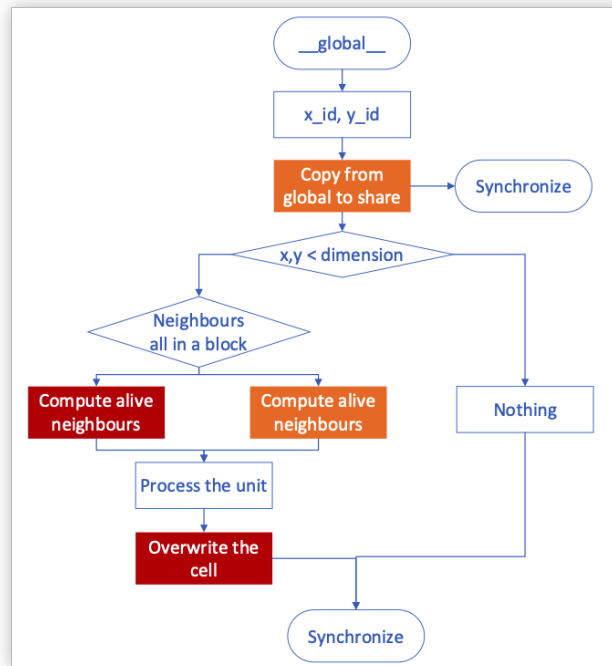 __global__
x_id, y_id
Copy from
global to share
Synchronize
x,y < dimension
Neighbours
all in a block
Compute alive
neighbours
Compute alive
neighbours
Nothing
Process the unit
Overwrite the
cell
Synchronize